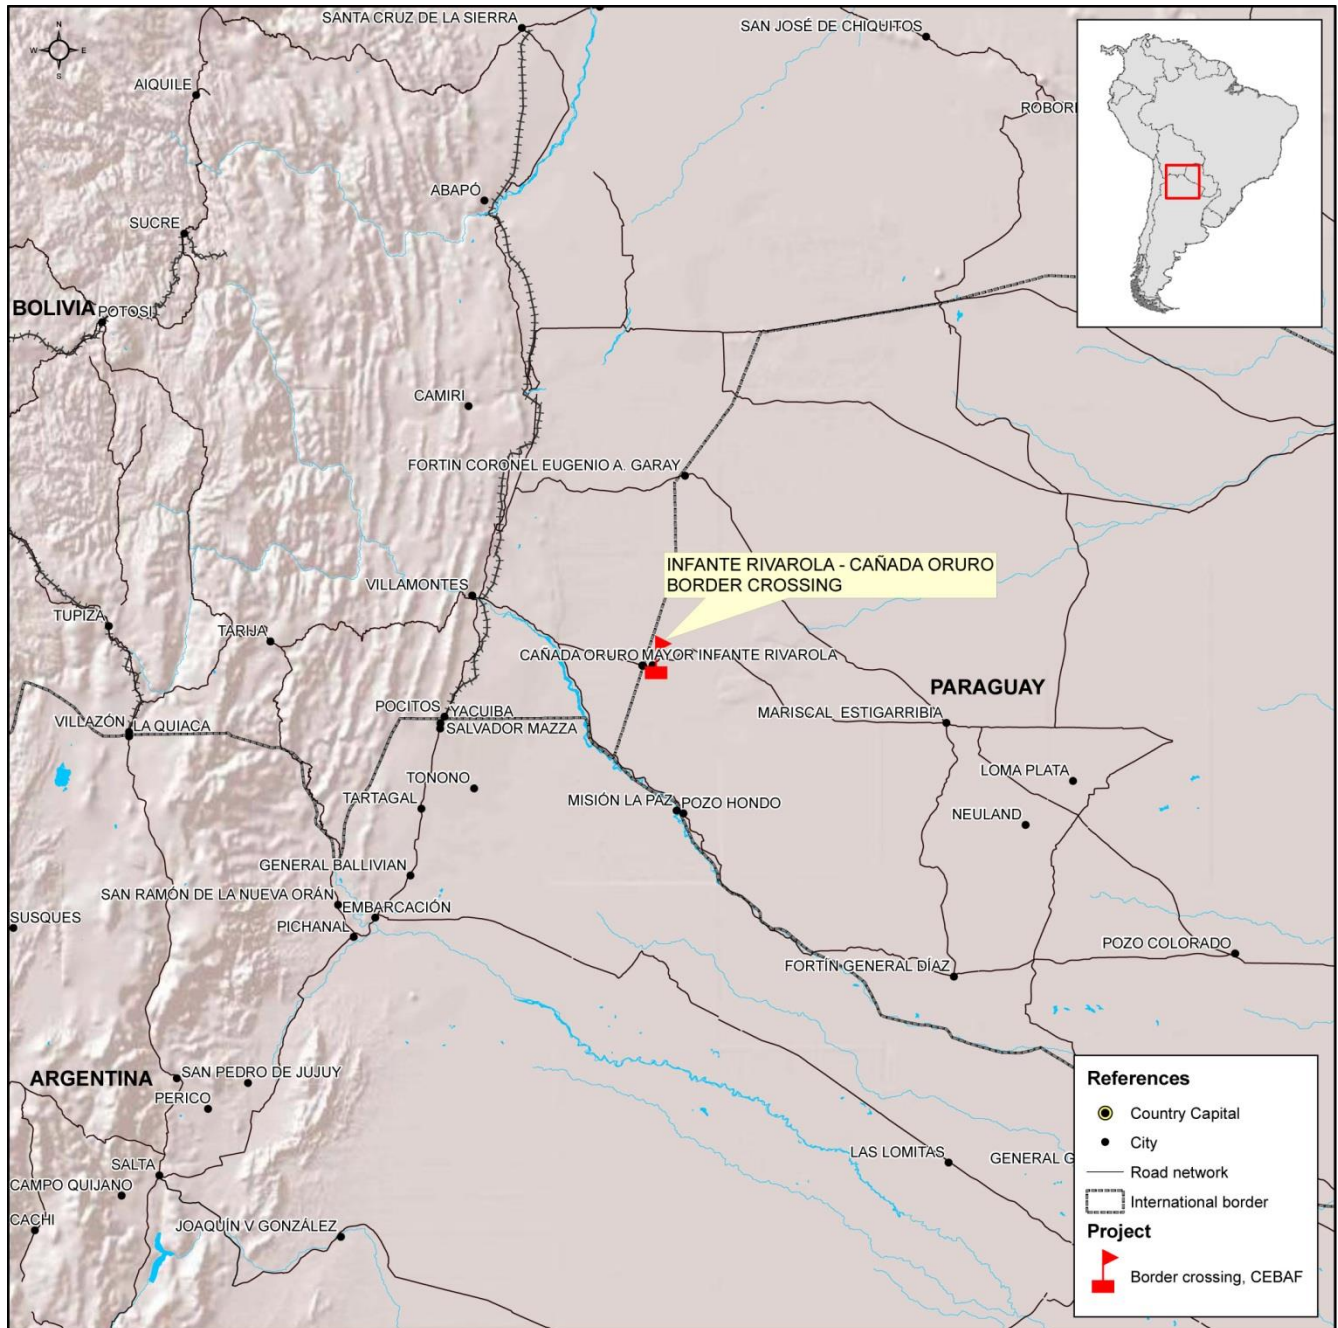 SANTA CRUZ DE LA SIERRA
SAN JOSÉ DE CHIQUITOS
N
W E
S
AIQUILE
ROBOR
ABAPÓ
SUCRE
BOLIVIA
POTOSI
CAMIRI
FORTIN CORONEL EUGENIO A. GARAY
INFANTE RIVAROLA - CAÑADA ORURO
BORDER CROSSING
VILLAMONTES
TUPIZA
TARIJA
CAÑADA ORURO MAYOR INFANTE RIVAROLA
PARAGUAY
POCITOS
YACUIBA
MARISCAL ESTIGARRIBIA
VILLAZÓN
LA QUIACA
SALVADOR MAZZA
LOMA PLATA
TONONO
TARTAGAL
MISIÓN LA PAZ
POZO HONDO
NEULAND
GENERAL BALLIVIAN
SAN RAMÓN DE LA NUEVA ORÁN
EMBARCACIÓN
SUSQUES
PICHANAL
POZO COLORADO
FORTÍN GENERAL DÍAZ
ARGENTINA
SAN PEDRO DE JUJUY
PERICO
LAS LOMITAS
GENERAL G
SALTA
CAMPO QUIJANO
CACHI
JOAQUÍN V GONZÁLEZ
References
Country Capital
City
Road network
International border
Project
Border crossing, CEBAF